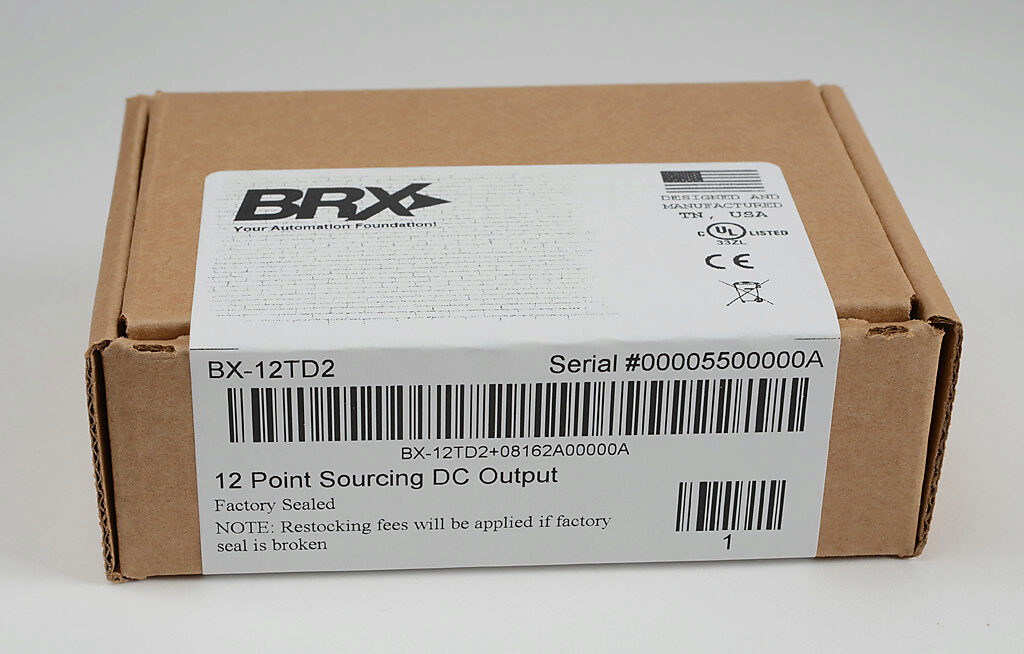 BRX
Your Automation Foundation!
DESIGNED AND
MANUFACTURED
TN, USA
C UL LISTED
33ZL
CE
BX-12TD2
Serial #00005500000A
BX-12TD2+08162A00000A
12 Point Sourcing DC Output
Factory Sealed
NOTE: Restocking fees will be applied if factory
seal is broken
1